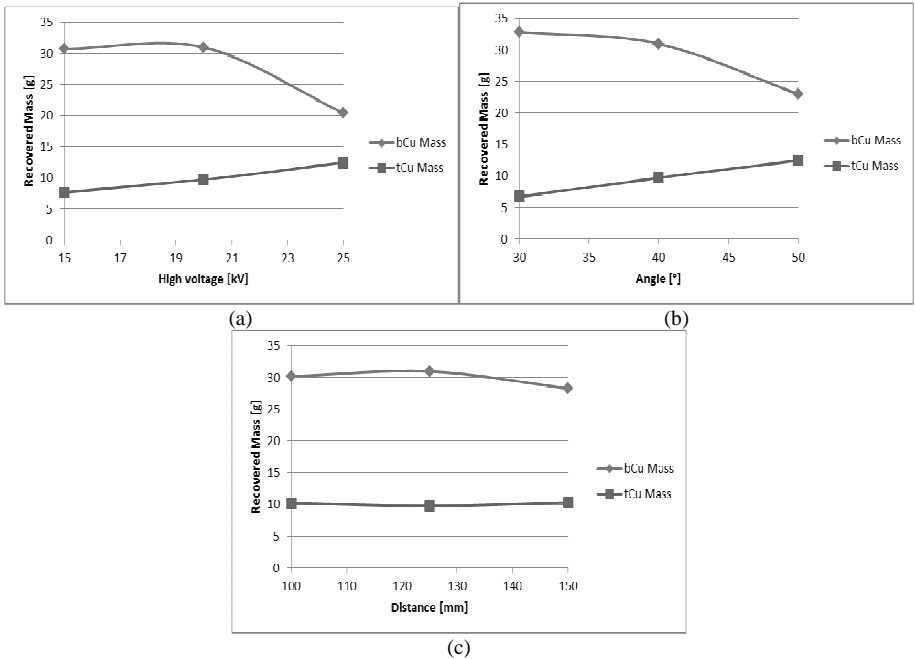 35
30
25
20
15
10
5
0
Recovered Mass [g]
15 17 19 21 23 25
High voltage [kV]
bCu Mass
tCu Mass
(a)
35
30
25
20
15
10
5
0
Recovered Mass [g]
30 35 40 45 50
Angle [°]
bCu Mass
tCu Mass
(b)
35
30
25
20
15
10
5
0
Recovered Mass [g]
100 110 120 130 140 150
Distance [mm]
bCu Mass
tCu Mass
(c)